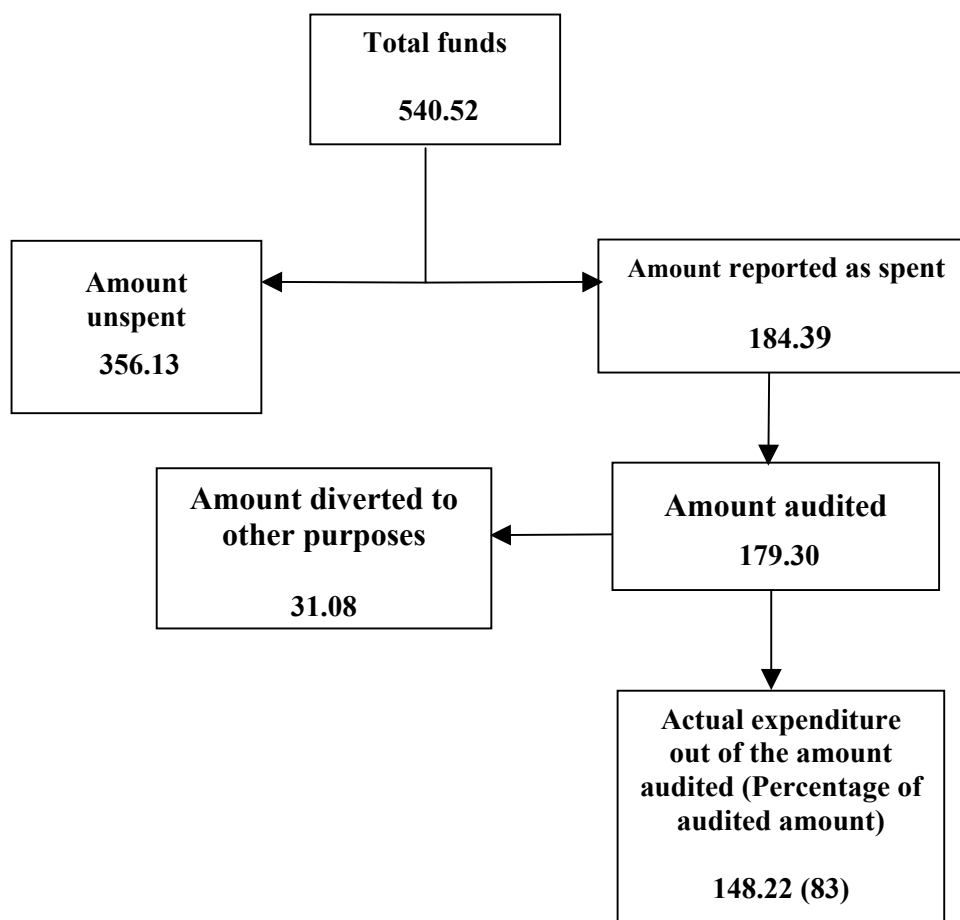 Total funds
540.52
Amount
unspent
356.13
Amount reported as spent
184.39
Amount diverted to
other purposes
31.08
Amount audited
179.30
Actual expenditure
out of the amount
audited (Percentage of
audited amount)
148.22 (83)